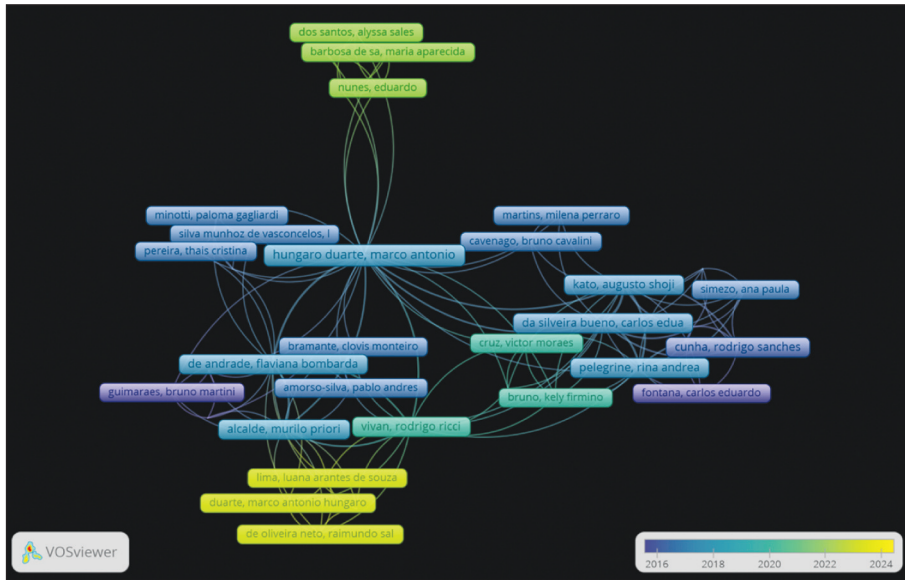 dos santos, alyssa sales
barbosa de sa, maria aparecida
nunes, eduardo
minotti, paloma gagliardi
martins, milena perraro
silva munhoz de vasconcelos, l
cavenago, bruno cavalini
pereira, thais cristina
hungaro duarte, marco antonio
kato, augusto shoji
simezo, ana paula
da silveira bueno, carlos edua
cruz, victor moraes
bramante, clovis monteiro
cunha, rodrigo sanches
de andrade, flaviana bombarda
pelegrine, rina andrea
amorso-silva, pablo andres
guimaraes, bruno martini
fontana, carlos eduardo
bruno, kely firmino
alcalde, murilo priori
vivan, rodrigo ricci
lima, luana arantes de souza
duarte, marco antonio hungaro
de oliveira neto, raimundo sal
VOSviewer
2016 2018 2020 2022 2024